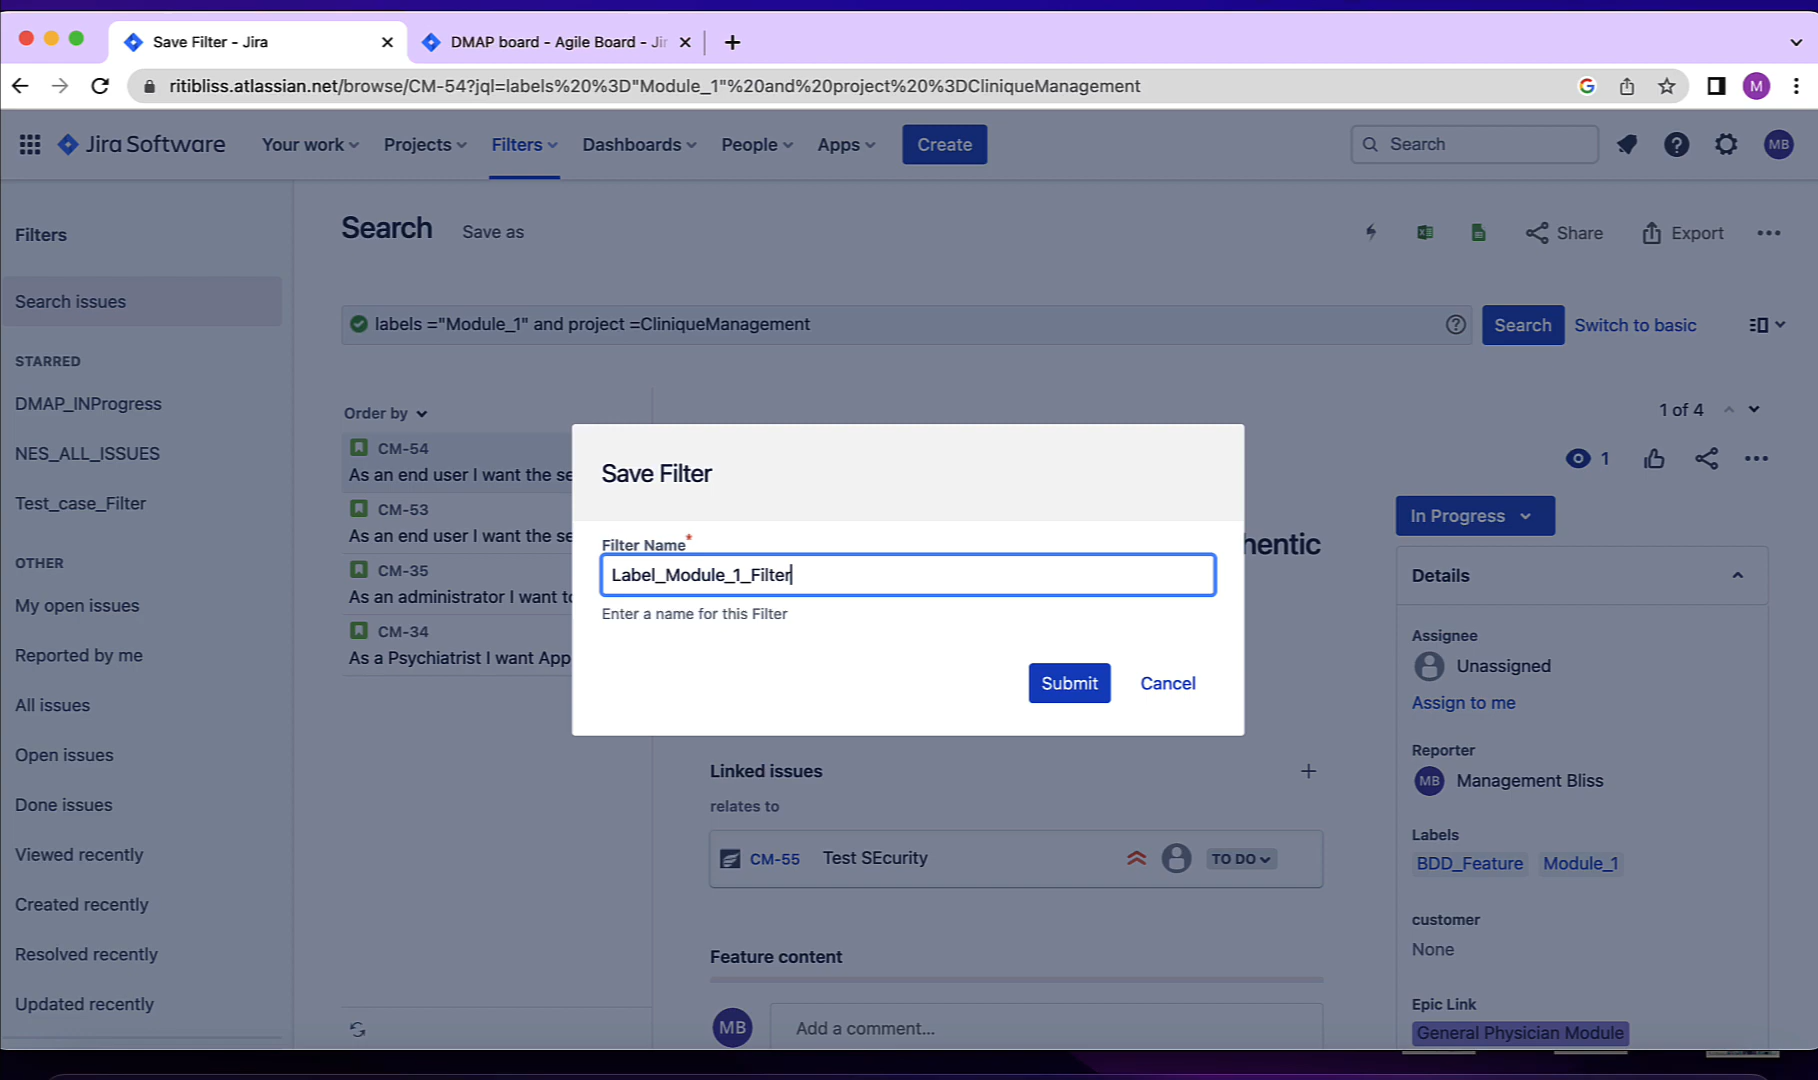 Save Filter - Jira
DMAP board - Agile Board - Jir
ritibliss.atlassian.net/browse/CM-54?jql=labels%20%3D"Module_1"%20and%20project%20%3DCliniqueManagement
M
Jira Software
Your work
Projects
Filters
Dashboards
People
Apps
Create
Search
MB
Filters
Search issues
STARRED
DMAP_INProgress
NES_ALL_ISSUES
Test_case_Filter
OTHER
My open issues
Reported by me
All issues
Open issues
Done issues
Viewed recently
Created recently
Resolved recently
Updated recently
Search
Save as
Share
Export
labels ="Module_1" and project =CliniqueManagement
Search
Switch to basic
Order by
CM-54
As an end user I want the se
CM-53
As an end user I want the se
CM-35
As an administrator I want to
CM-34
As a Psychiatrist I want App
1 of 4
1
hentic
Save Filter
Filter Name*
Label_Module_1_Filter
Enter a name for this Filter
Submit
Cancel
Linked issues
relates to
CM-55
Test SEcurity
TO DO
Feature content
MB
Add a comment...
In Progress
Details
Assignee
Unassigned
Assign to me
Reporter
MB
Management Bliss
Labels
BDD_Feature
Module_1
customer
None
Epic Link
General Physician Module